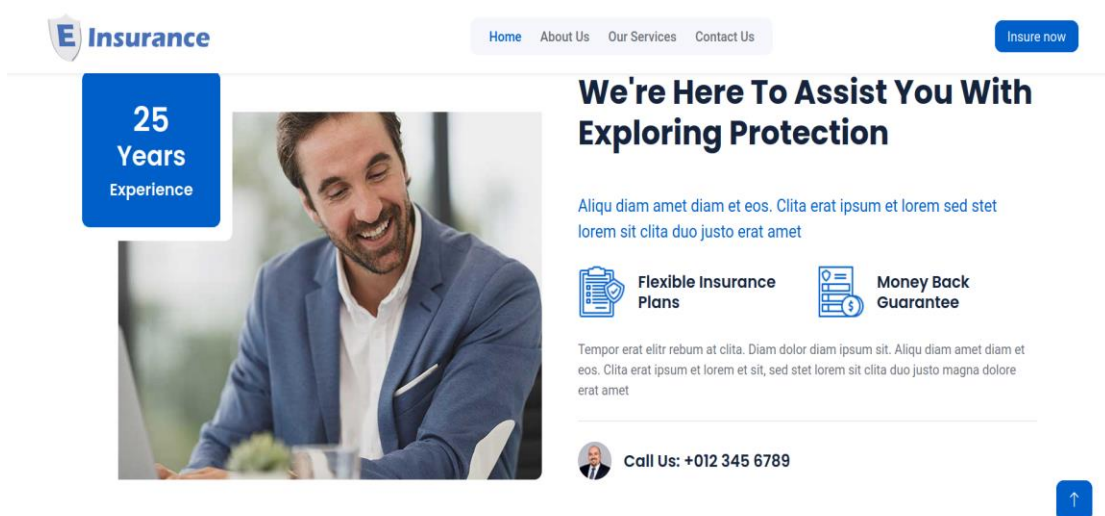 E Insurance
Home About Us Our Services Contact Us
Insure now
25
Years
Experience
We're Here To Assist You With
Exploring Protection
Aliqu diam amet diam et eos. Clita erat ipsum et lorem sed stet
lorem sit clita duo justo erat amet
Flexible Insurance
Plans
Money Back
Guarantee
Tempor erat elitr rebum at clita. Diam dolor diam ipsum sit. Aliqu diam amet diam et
eos. Clita erat ipsum et lorem et sit, sed stet lorem sit clita duo justo magna dolore
erat amet
Call Us: +012 345 6789